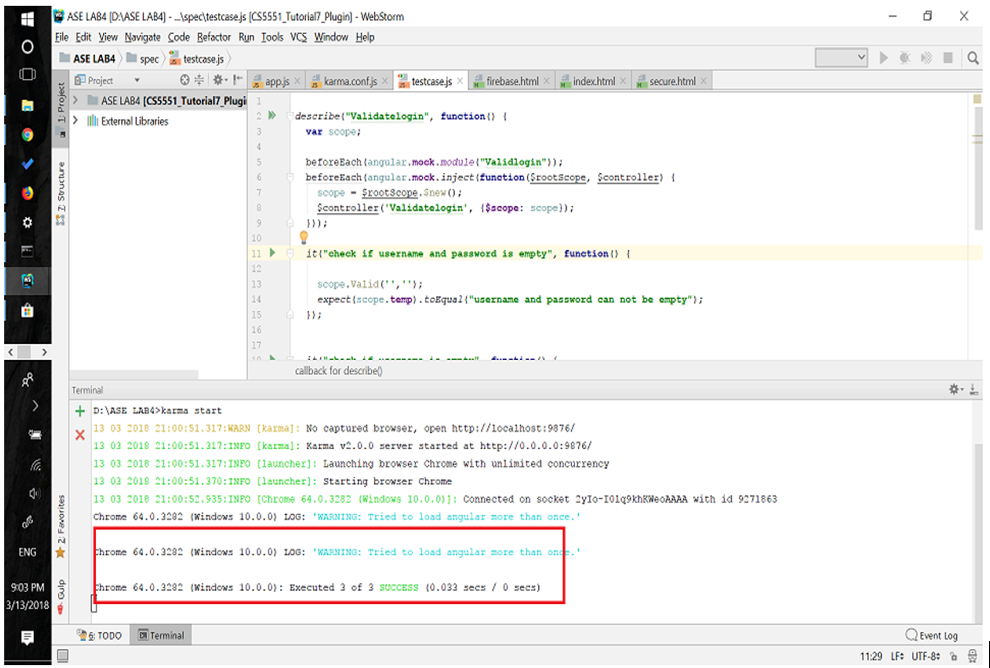 ASE LAB4 [D:\ASE LAB4] - ...\spec\testcase.js [CS5551_Tutorial7_Plugin] - WebStorm
File Edit View Navigate Code Refactor Run Tools VCS Window Help
ASE LAB4 spec testcase.js
Project
app.js karma.conf.js testcase.js firebase.html index.html secure.html
1: Project
7: Structure
2: Favorites
Gulp
ASE LAB4 [CS5551_Tutorial7_Plugi
External Libraries
1
2 describe("Validatelogin", function() {
3 var scope;
4
5 beforeEach(angular.mock.module("Validlogin"));
6 beforeEach(angular.mock.inject(function($rootScope, $controller) {
7 scope = $rootScope.$new();
8 $controller('Validatelogin', {$scope: scope});
9 }));
10
11 it("check if username and password is empty", function() {
12
13 scope.Valid('','');
14 expect(scope.temp).toEqual("username and password can not be empty");
15 });
16
17
18 it("check if username is empty", function() {
callback for describe()
Terminal
D:\ASE LAB4>karma start
13 03 2018 21:00:51.317:WARN [karma]: No captured browser, open http://localhost:9876/
13 03 2018 21:00:51.317:INFO [karma]: Karma v2.0.0 server started at http://0.0.0.0:9876/
13 03 2018 21:00:51.317:INFO [launcher]: Launching browser Chrome with unlimited concurrency
13 03 2018 21:00:51.370:INFO [launcher]: Starting browser Chrome
13 03 2018 21:00:52.935:INFO [Chrome 64.0.3282 (Windows 10.0.0)]: Connected on socket 2yIo-I0lq9khKWeoAAAA with id 9271863
Chrome 64.0.3282 (Windows 10.0.0) LOG: 'WARNING: Tried to load angular more than once.'
Chrome 64.0.3282 (Windows 10.0.0) LOG: 'WARNING: Tried to load angular more than once.'
Chrome 64.0.3282 (Windows 10.0.0): Executed 3 of 3 SUCCESS (0.033 secs / 0 secs)
6: TODO Terminal Event Log
11:29 LF÷ UTF-8÷
ENG
9:03 PM
3/13/2018